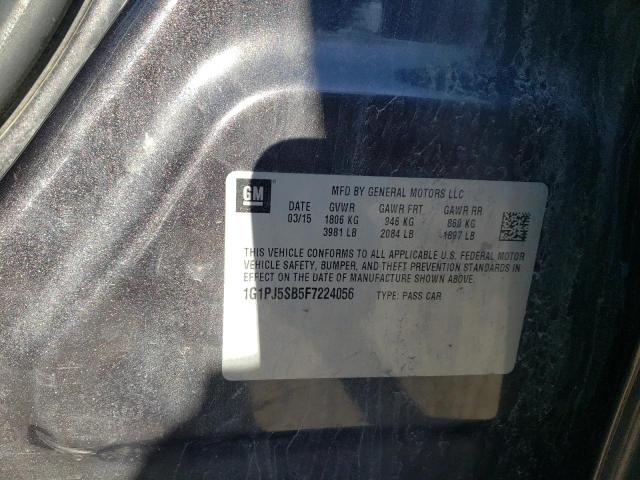 GM
MFD BY GENERAL MOTORS LLC
DATE GVWR GAWR FRT GAWR RR
03/15 1806 KG 946 KG 860 KG
3981 LB 2084 LB 1897 LB
THIS VEHICLE CONFORMS TO ALL APPLICABLE U.S. FEDERAL MOTOR
VEHICLE SAFETY, BUMPER, AND THEFT PREVENTION STANDARDS IN
EFFECT ON THE DATE OF MANUFACTURE SHOWN ABOVE.
1G1PJ5SB5F7224056 TYPE: PASS CAR